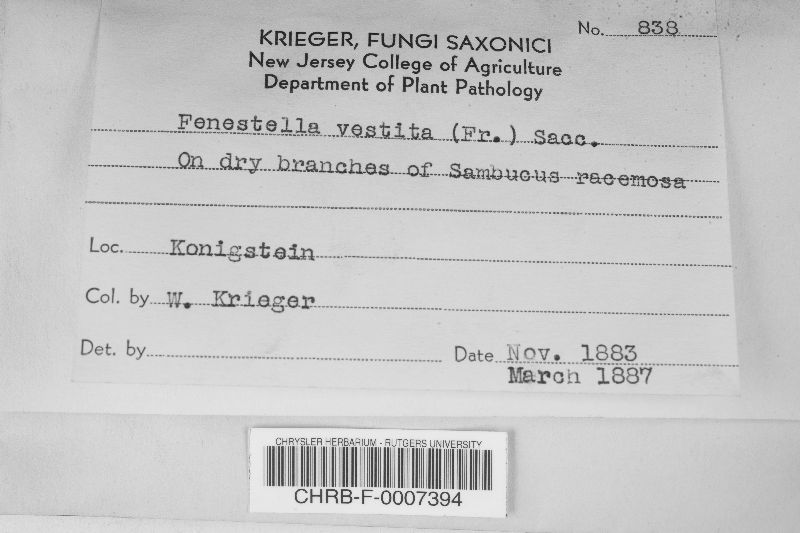 No. 838
KRIEGER, FUNGI SAXONICI
New Jersey College of Agriculture
Department of Plant Pathology
Fenestella vestita (Fr.) Sacc.
On dry branches of Sambucus racemosa
Loc. Konigstein
Col. by W. Krieger
Det. by
Date Nov. 1883
March 1887
CHRYSLER HERBARIUM - RUTGERS UNIVERSITY
CHRB-F-0007394